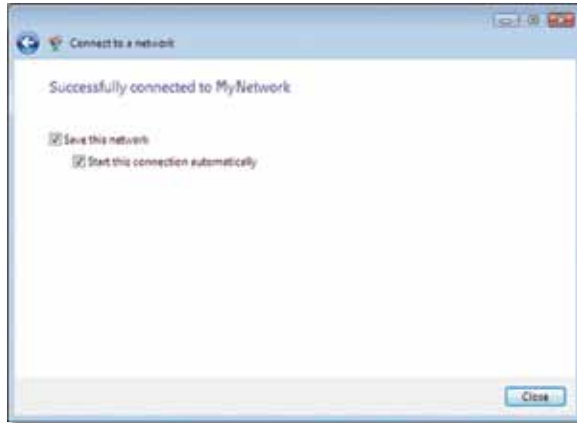 Connect to a network
Successfully connected to MyNetwork
Save this network
Start this connection automatically
Close